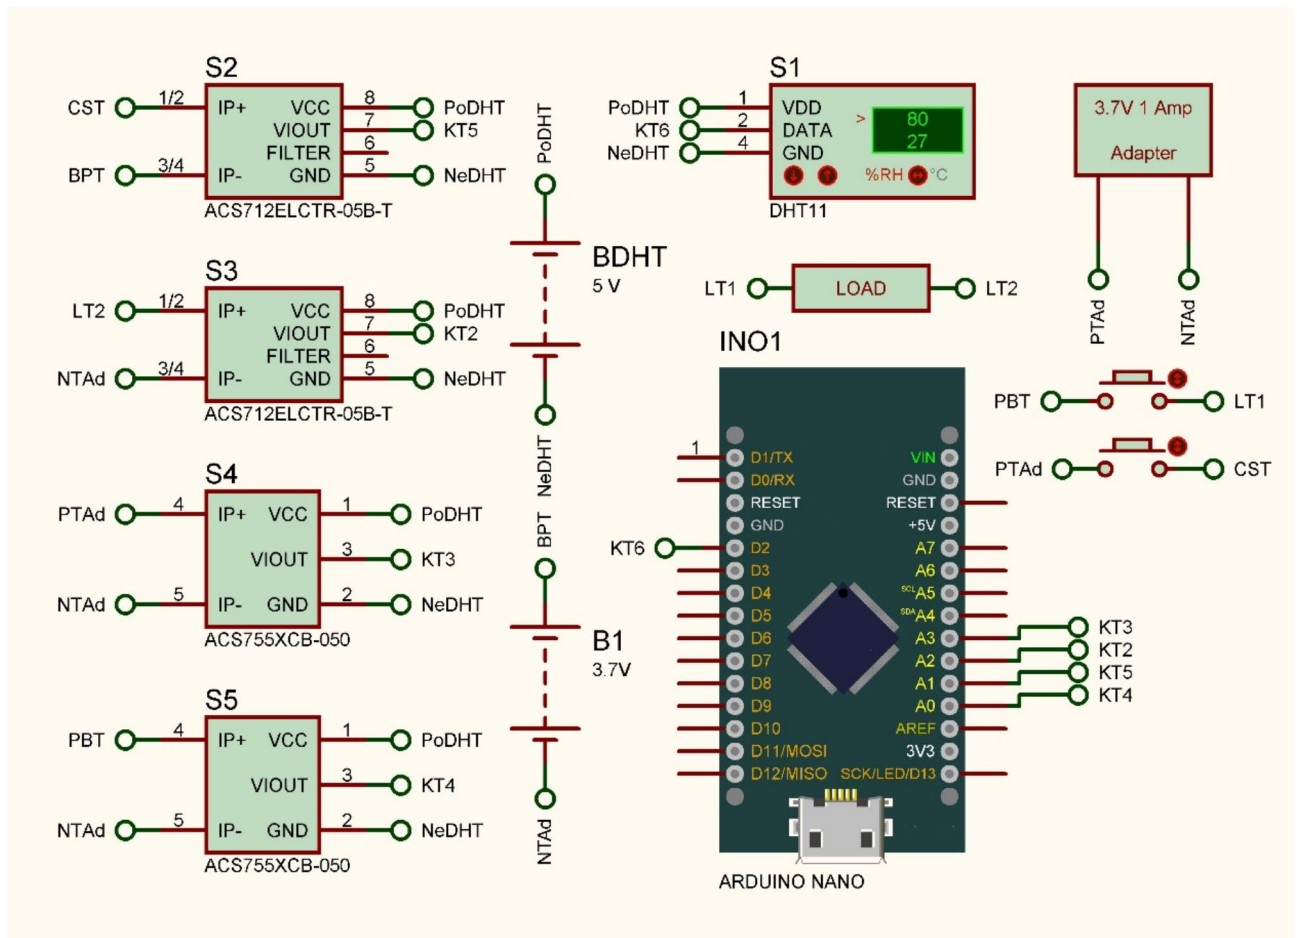 S2
CST 1/2 IP+ VCC 8 PoDHT
VIOUT 7 KT5
FILTER 6
BPT 3/4 IP- GND 5 NeDHT
ACS712ELCTR-05B-T
S3
LT2 1/2 IP+ VCC 8 PoDHT
VIOUT 7 KT2
FILTER 6
NTAd 3/4 IP- GND 5 NeDHT
ACS712ELCTR-05B-T
S4
PTAd 4 IP+ VCC 1 PoDHT
VIOUT 3 KT3
NTAd 5 IP- GND 2 NeDHT
ACS755XCB-050
S5
PBT 4 IP+ VCC 1 PoDHT
VIOUT 3 KT4
NTAd 5 IP- GND 2 NeDHT
ACS755XCB-050
PoDHT
BDHT
5 V
NeDHT
BPT
B1
3.7V
NTAd
S1
PoDHT 1 VDD
KT6 2 DATA
NeDHT 4 GND
> 80
27
%RH °C
DHT11
3.7V 1 Amp
Adapter
PTAd
NTAd
LT1 LOAD LT2
PBT LT1
PTAd CST
INO1
1 D1/TX VIN
D0/RX GND
RESET RESET
GND +5V
KT6 D2 A7
D3 A6
D4 SCL A5
D5 SDA A4
D6 A3 KT3
D7 A2 KT2
D8 A1 KT5
D9 A0 KT4
D10 AREF
D11/MOSI 3V3
D12/MISO SCK/LED/D13
ARDUINO NANO